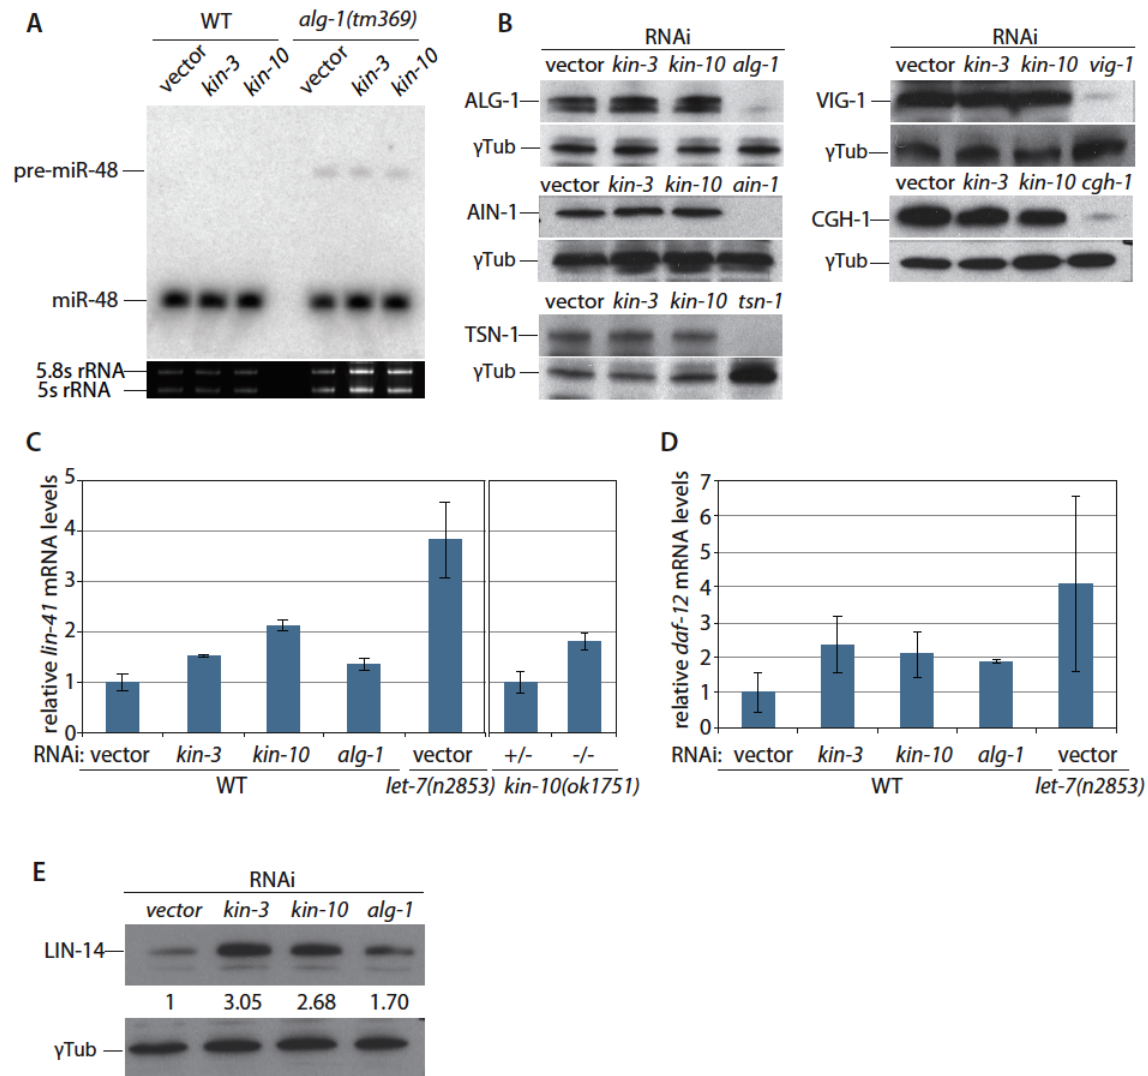 A
WT
alg-1(tm369)
vector
kin-3
kin-10
vector
kin-3
kin-10
pre-miR-48
miR-48
5.8s rRNA
5s rRNA
B
RNAi
vector kin-3 kin-10 alg-1
ALG-1
γTub
vector kin-3 kin-10 ain-1
AIN-1
γTub
vector kin-3 kin-10 tsn-1
TSN-1
γTub
RNAi
vector kin-3 kin-10 vig-1
VIG-1
γTub
vector kin-3 kin-10 cgh-1
CGH-1
γTub
C
relative lin-41 mRNA levels
5
4
3
2
1
0
RNAi: vector kin-3 kin-10 alg-1 vector +/- -/-
WT let-7(n2853) kin-10(ok1751)
D
relative daf-12 mRNA levels
7
6
5
4
3
2
1
0
RNAi: vector kin-3 kin-10 alg-1 vector
WT let-7(n2853)
E
RNAi
vector kin-3 kin-10 alg-1
LIN-14
1 3.05 2.68 1.70
γTub